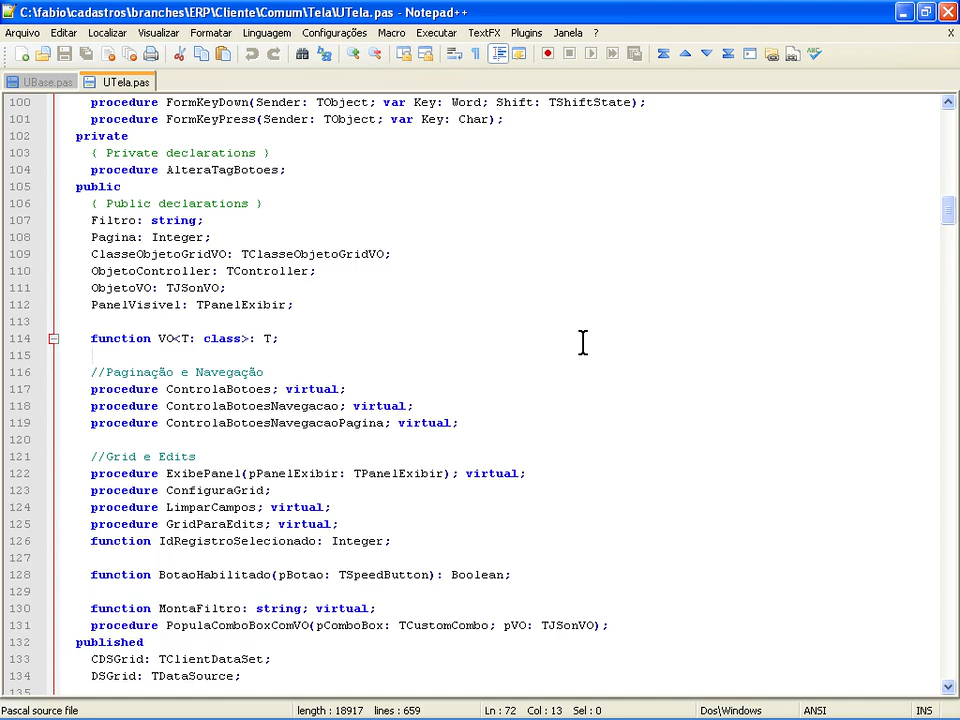 C:\fabio\cadastros\branches\ERP\Cliente\Comum\Tela\UTela.pas - Notepad++
Arquivo Editar Localizar Visualizar Formatar Linguagem Configurações Macro Executar TextFX Plugins Janela ? X
UBase.pas UTela.pas
100 procedure FormKeyDown(Sender: TObject; var Key: Word; Shift: TShiftState);
101 procedure FormKeyPress(Sender: TObject; var Key: Char);
102 private
103 { Private declarations }
104 procedure AlteraTagBotoes;
105 public
106 { Public declarations }
107 Filtro: string;
108 Pagina: Integer;
109 ClasseObjetoGridVO: TClasseObjetoGridVO;
110 ObjetoController: TController;
111 ObjetoVO: TJSonVO;
112 PanelVisivel: TPanelExibir;
113
114 function VO<T: class>: T;
115
116 //Paginação e Navegação
117 procedure ControlaBotoes; virtual;
118 procedure ControlaBotoesNavegacao; virtual;
119 procedure ControlaBotoesNavegacaoPagina; virtual;
120
121 //Grid e Edits
122 procedure ExibePanel(pPanelExibir: TPanelExibir); virtual;
123 procedure ConfiguraGrid;
124 procedure LimparCampos; virtual;
125 procedure GridParaEdits; virtual;
126 function IdRegistroSelecionado: Integer;
127
128 function BotaoHabilitado(pBotao: TSpeedButton): Boolean;
129
130 function MontaFiltro: string; virtual;
131 procedure PopulaComboBoxComVO(pComboBox: TCustomCombo; pVO: TJSonVO);
132 published
133 CDSGrid: TClientDataSet;
134 DSGrid: TDataSource;
135
Pascal source file length : 18917 lines : 659 Ln : 72 Col : 13 Sel : 0 Dos\Windows ANSI INS